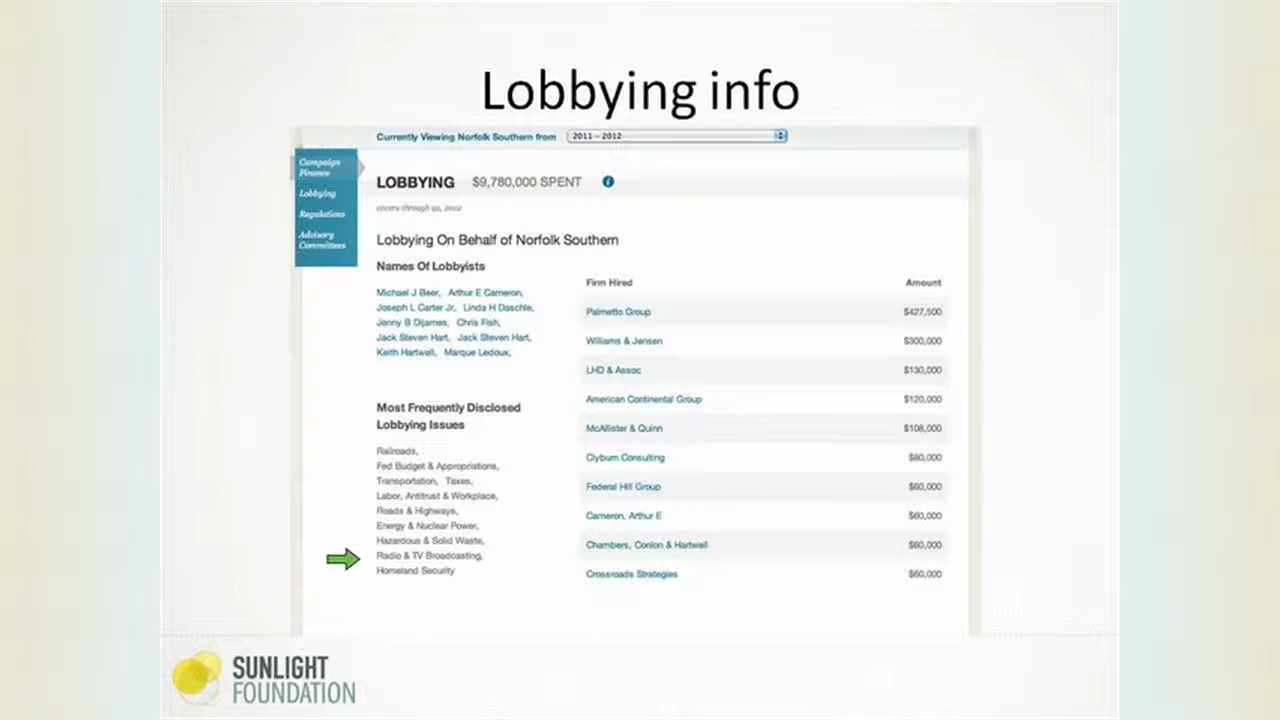 Lobbying info
Currently Viewing Norfolk Southern from 2011 – 2012
Campaign
Finance
Lobbying
Regulations
Advisory
Committees
LOBBYING $9,780,000 SPENT
covers through q2, 2012
Lobbying On Behalf of Norfolk Southern
Names Of Lobbyists
Michael J Beer, Arthur E Cameron,
Joseph L Carter Jr, Linda H Daschle,
Jenny B Dijames, Chris Fish,
Jack Steven Hart, Jack Steven Hart,
Keith Hartwell, Marque Ledoux,
Most Frequently Disclosed
Lobbying Issues
Railroads,
Fed Budget & Appropriations,
Transportation, Taxes,
Labor, Antitrust & Workplace,
Roads & Highways,
Energy & Nuclear Power,
Hazardous & Solid Waste,
Radio & TV Broadcasting,
Homeland Security
Firm Hired Amount
Palmetto Group $427,500
Williams & Jensen $300,000
LHD & Assoc $130,000
American Continental Group $120,000
McAllister & Quinn $108,000
Clyburn Consulting $80,000
Federal Hill Group $60,000
Cameron, Arthur E $60,000
Chambers, Conlon & Hartwell $60,000
Crossroads Strategies $60,000
SUNLIGHT
FOUNDATION